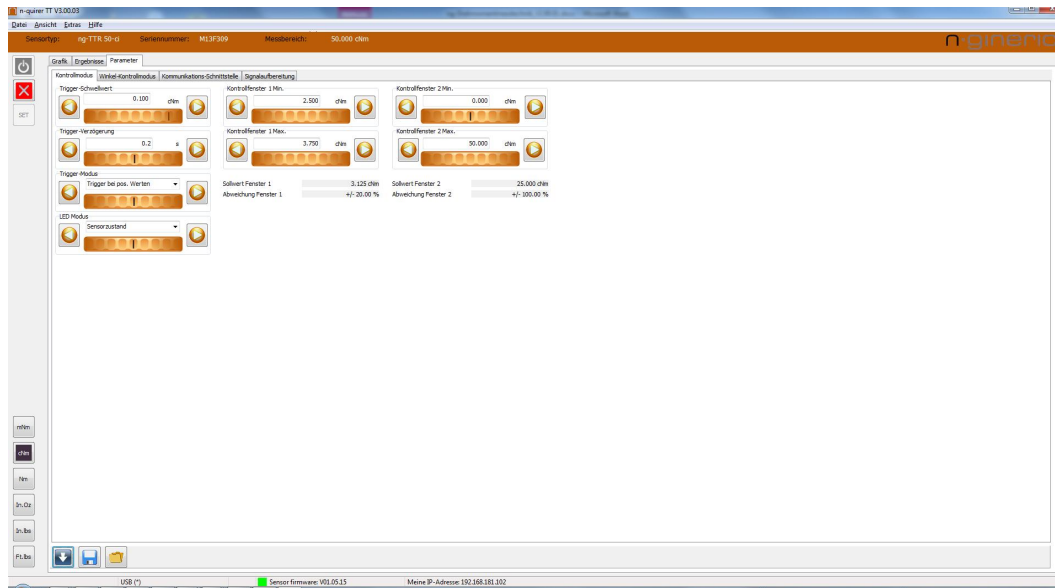 n-quirer TT V3.00.03
Datei Ansicht Extras Hilfe
Sensortyp: ng-TTR 50-ci Seriennummer: M13F309 Messbereich: 50.000 cNm
n-gineric
Grafik Ergebnisse Parameter
Kontrollmodus Winkel-Kontrollmodus Kommunikations-Schnittstelle Signalaufbereitung
Trigger-Schwellwert Kontrollfenster 1 Min. Kontrollfenster 2 Min.
0.100 cNm 2.500 cNm 0.000 cNm
SET
Trigger-Verzögerung Kontrollfenster 1 Max. Kontrollfenster 2 Max.
0.2 s 3.750 cNm 50.000 cNm
Trigger-Modus
Trigger bei pos. Werten Sollwert Fenster 1 3.125 cNm Sollwert Fenster 2 25.000 cNm
Abweichung Fenster 1 +/- 20.00 % Abweichung Fenster 2 +/- 100.00 %
LED Modus
Sensorzustand
mNm
cNm
Nm
In.Oz
In.lbs
Ft.lbs
USB (*) Sensor firmware: V01.05.15 Meine IP-Adresse: 192.168.181.102